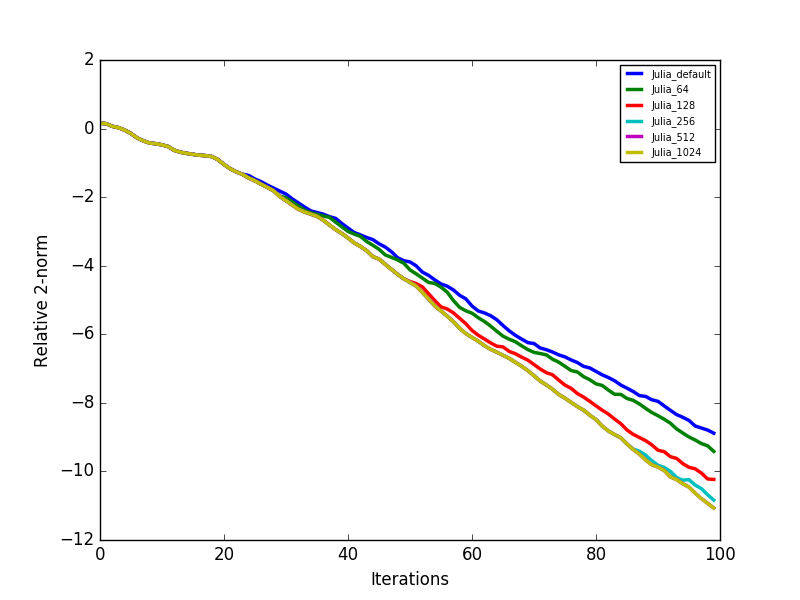 2
0
−2
−4
−6
−8
−10
−12
0
20
40
60
80
100
Relative 2-norm
Iterations
Julia_default
Julia_64
Julia_128
Julia_256
Julia_512
Julia_1024